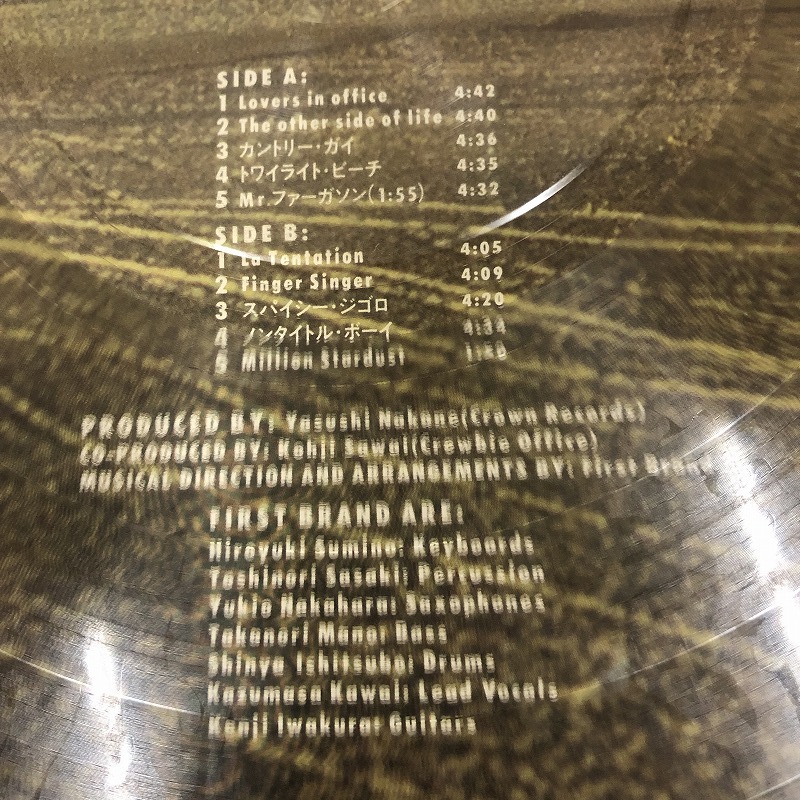 SIDE A:
1 Lovers in office 4:42
2 The other side of life 4:40
3 カントリー・ガイ 4:36
4 トワイライト・ビーチ 4:35
5 Mr.ファーガソン(1:55) 4:32
SIDE B:
1 La Tentation 4:05
2 Finger Singer 4:09
3 スパイシー・ジゴロ 4:20
4 ノンタイトル・ボーイ 4:34
5 Million Stardust
PRODUCED BY: Yasushi Nakane(Crown Records)
CO-PRODUCED BY: Kohji Sawai(Crewbie Office)
MUSICAL DIRECTION AND ARRANGEMENTS BY: First Brand
FIRST BRAND ARE:
Hiroyuki Sumino: Keyboards
Toshinori Sasaki: Percussion
Yukio Nakahara: Saxophones
Takenori Mano: Bass
Shinya Ishitsubo: Drums
Kazumasa Kawai: Lead Vocals
Kenji Iwakura: Guitars